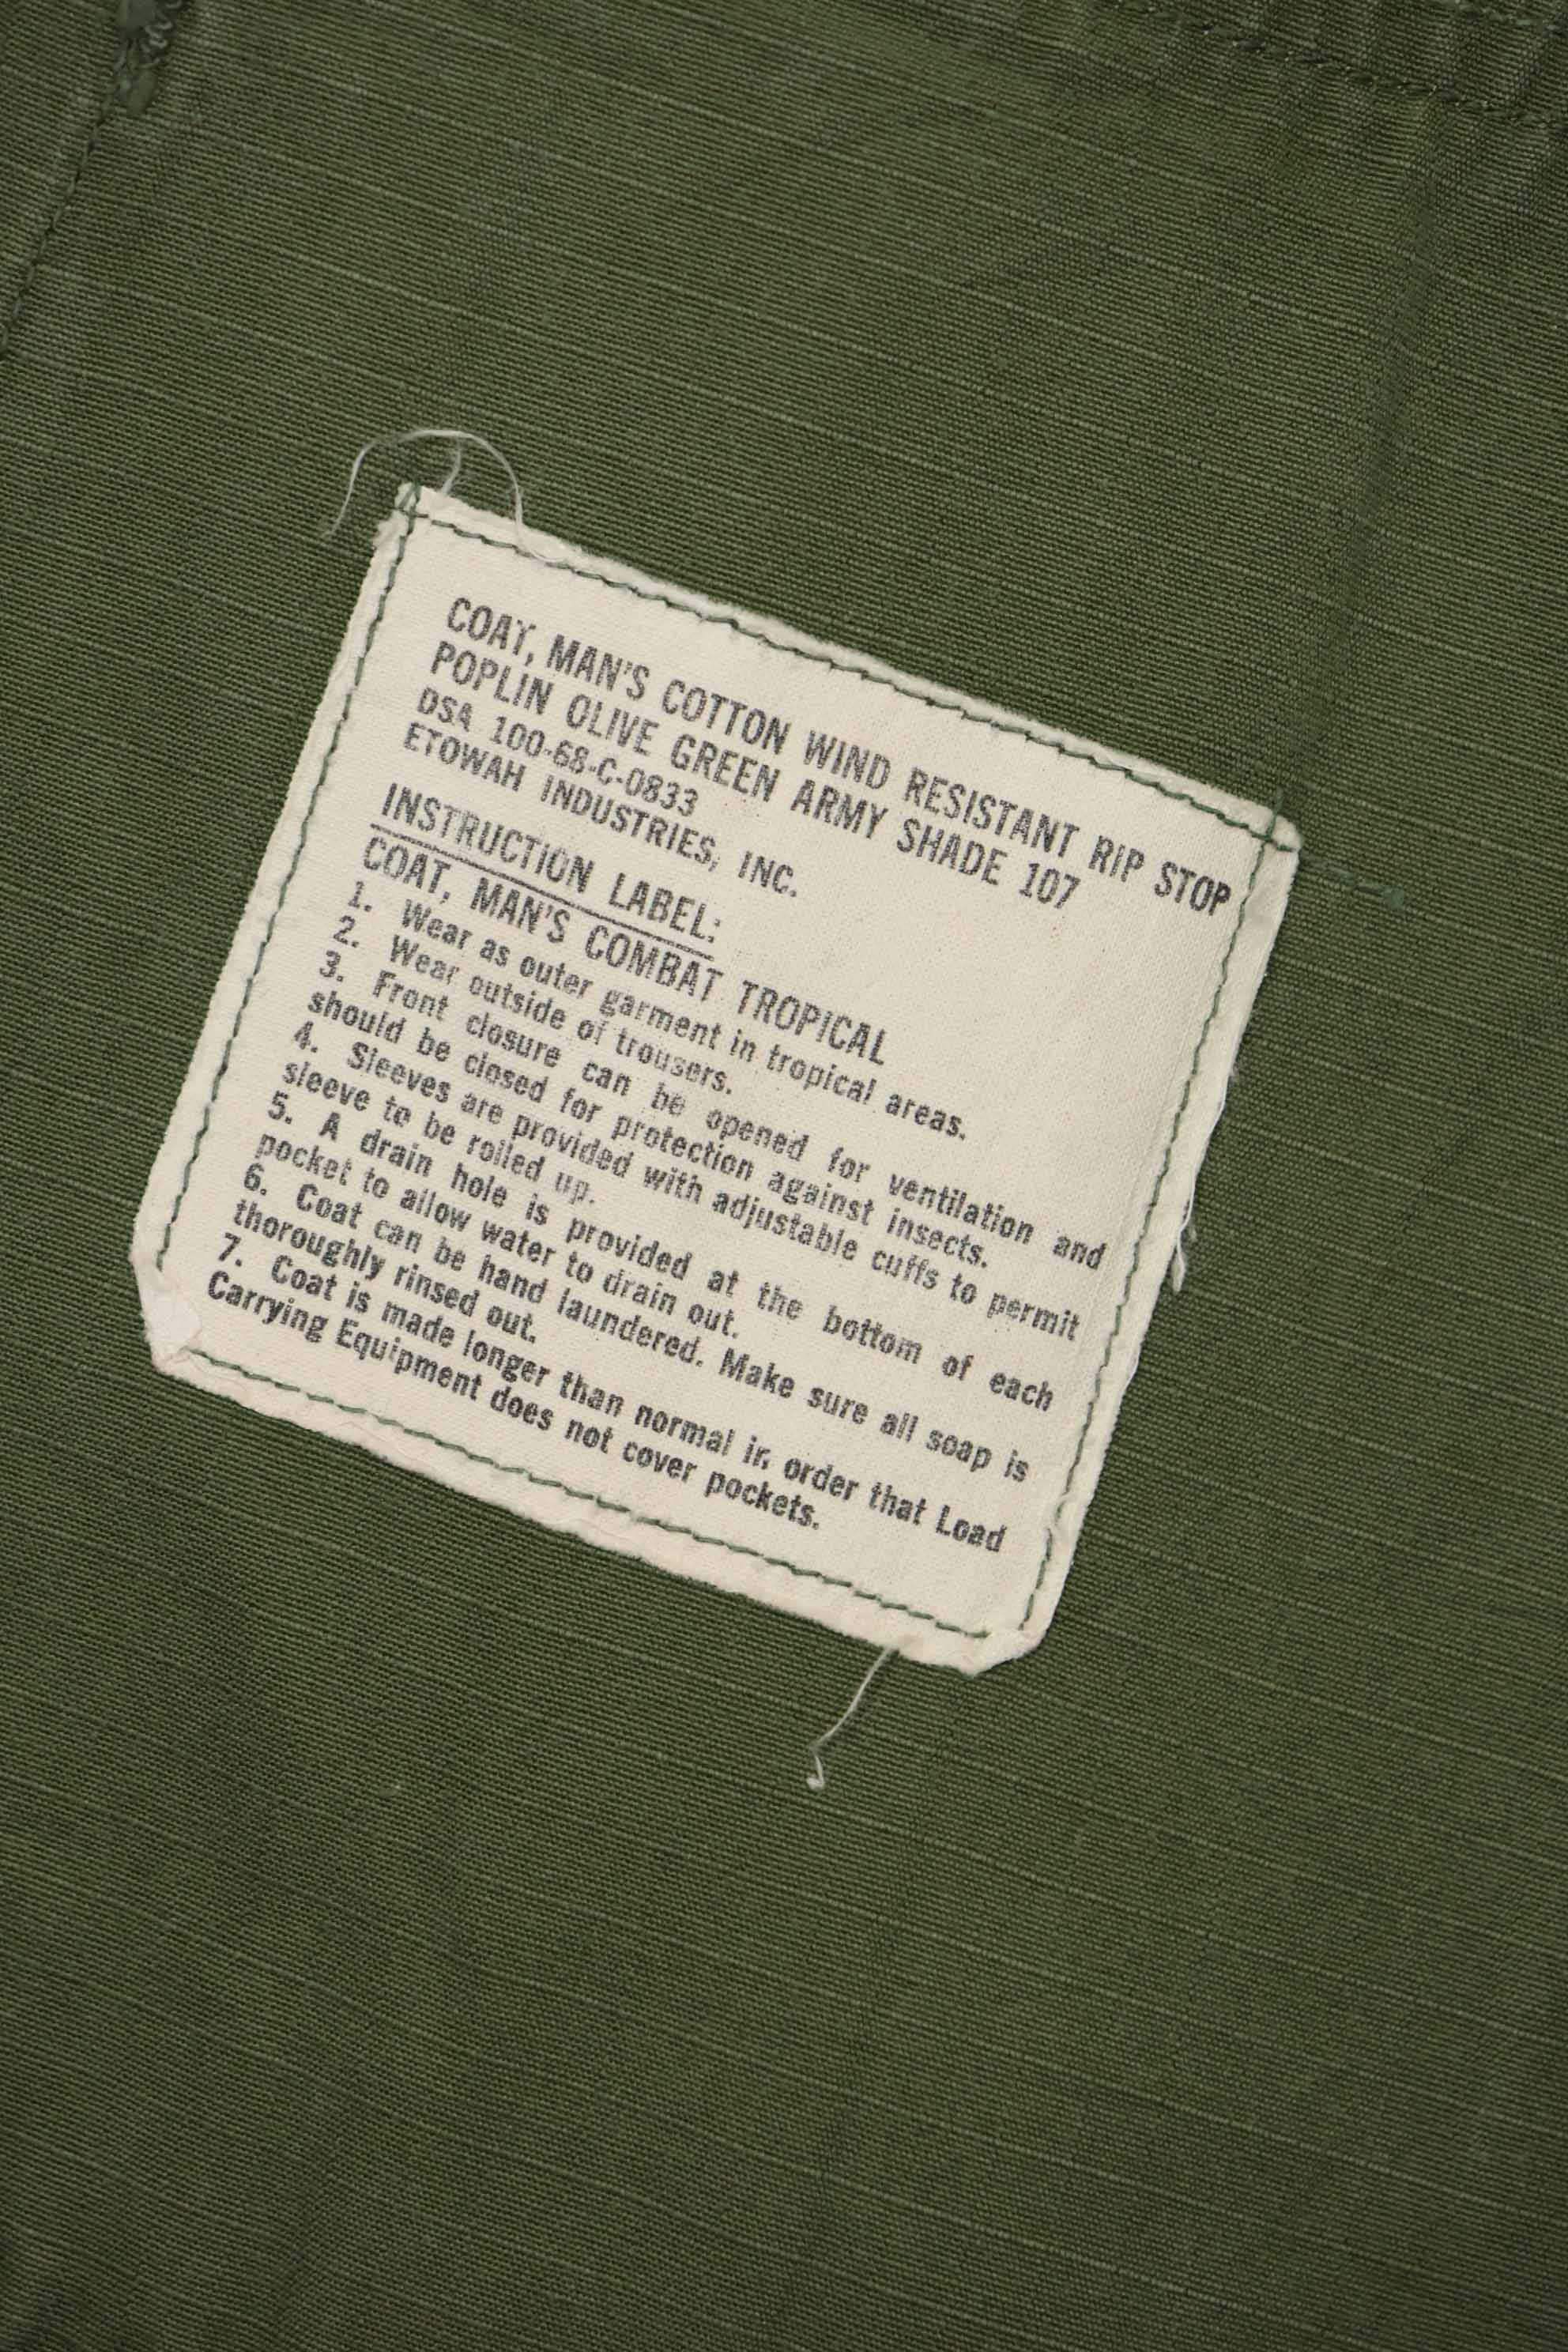 COAT, MAN'S COTTON WIND RESISTANT RIP STOP
POPLIN OLIVE GREEN ARMY SHADE 107
DSA 100-68-C-0833
ETOWAH INDUSTRIES, INC.
INSTRUCTION LABEL:
COAT, MAN'S COMBAT TROPICAL
1. Wear as outer garment in tropical areas.
2. Wear outside of trousers.
3. Front closure can be opened for ventilation and
should be closed for protection against insects.
4. Sleeves are provided with adjustable cuffs to permit
sleeve to be rolled up.
5. A drain hole is provided at the bottom of each
pocket to allow water to drain out.
6. Coat can be hand laundered. Make sure all soap is
thoroughly rinsed out.
7. Coat is made longer than normal in order that Load
Carrying Equipment does not cover pockets.